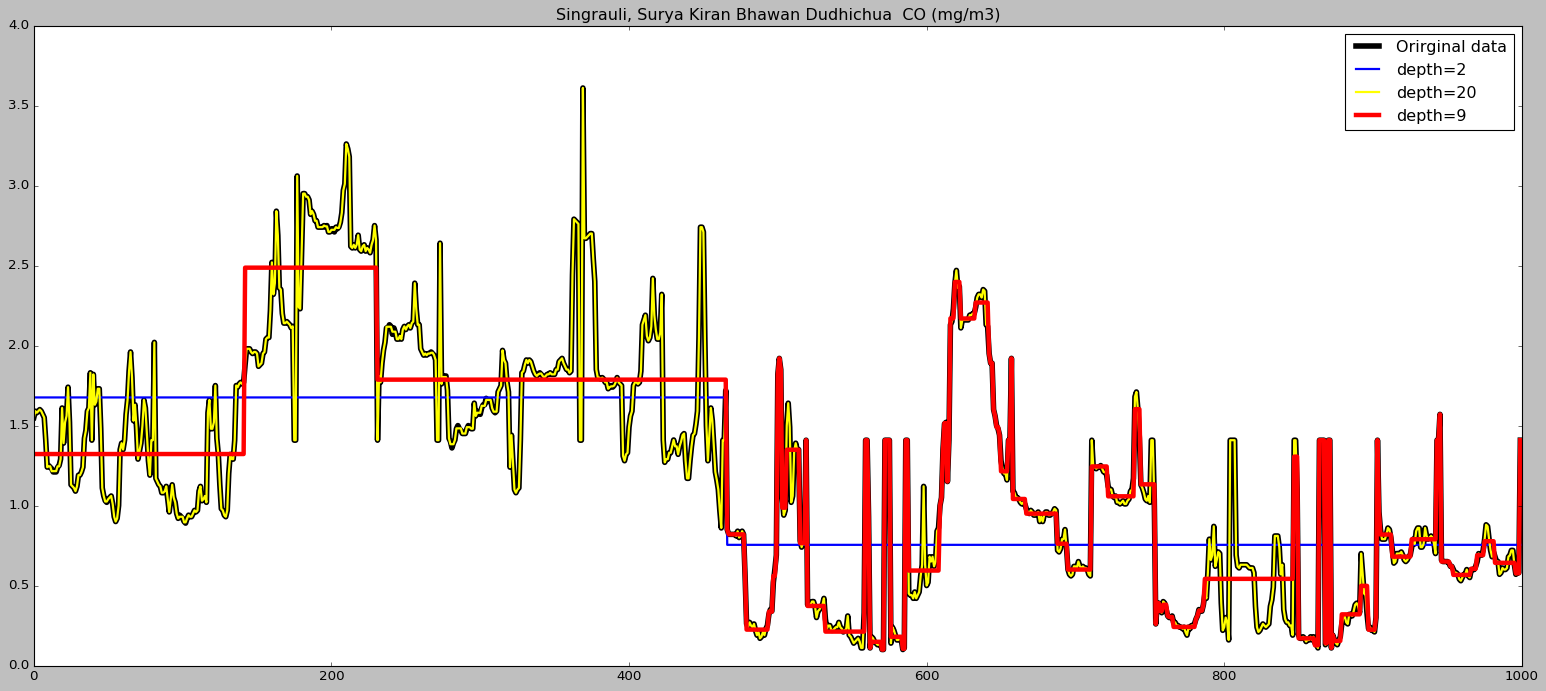 Singrauli, Surya Kiran Bhawan Dudhichua  CO (mg/m3)
4.0
3.5
3.0
2.5
2.0
1.5
1.0
0.5
0.0
Orirginal data
depth=2
depth=20
depth=9
0 200 400 600 800 1000